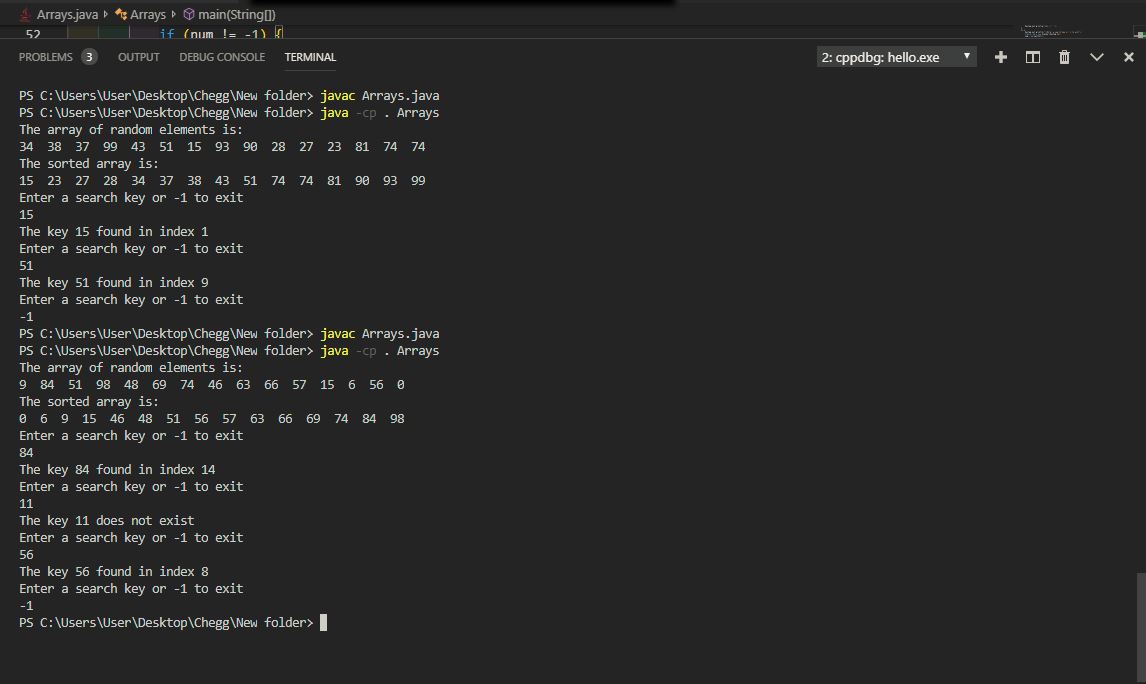 Arrays.java › Arrays › main(String[])
52 if (num != -1) {
PROBLEMS 3 OUTPUT DEBUG CONSOLE TERMINAL 2: cppdbg: hello.exe
PS C:\Users\User\Desktop\Chegg\New folder> javac Arrays.java
PS C:\Users\User\Desktop\Chegg\New folder> java -cp . Arrays
The array of random elements is:
34 38 37 99 43 51 15 93 90 28 27 23 81 74 74
The sorted array is:
15 23 27 28 34 37 38 43 51 74 74 81 90 93 99
Enter a search key or -1 to exit
15
The key 15 found in index 1
Enter a search key or -1 to exit
51
The key 51 found in index 9
Enter a search key or -1 to exit
-1
PS C:\Users\User\Desktop\Chegg\New folder> javac Arrays.java
PS C:\Users\User\Desktop\Chegg\New folder> java -cp . Arrays
The array of random elements is:
9 84 51 98 48 69 74 46 63 66 57 15 6 56 0
The sorted array is:
0 6 9 15 46 48 51 56 57 63 66 69 74 84 98
Enter a search key or -1 to exit
84
The key 84 found in index 14
Enter a search key or -1 to exit
11
The key 11 does not exist
Enter a search key or -1 to exit
56
The key 56 found in index 8
Enter a search key or -1 to exit
-1
PS C:\Users\User\Desktop\Chegg\New folder>